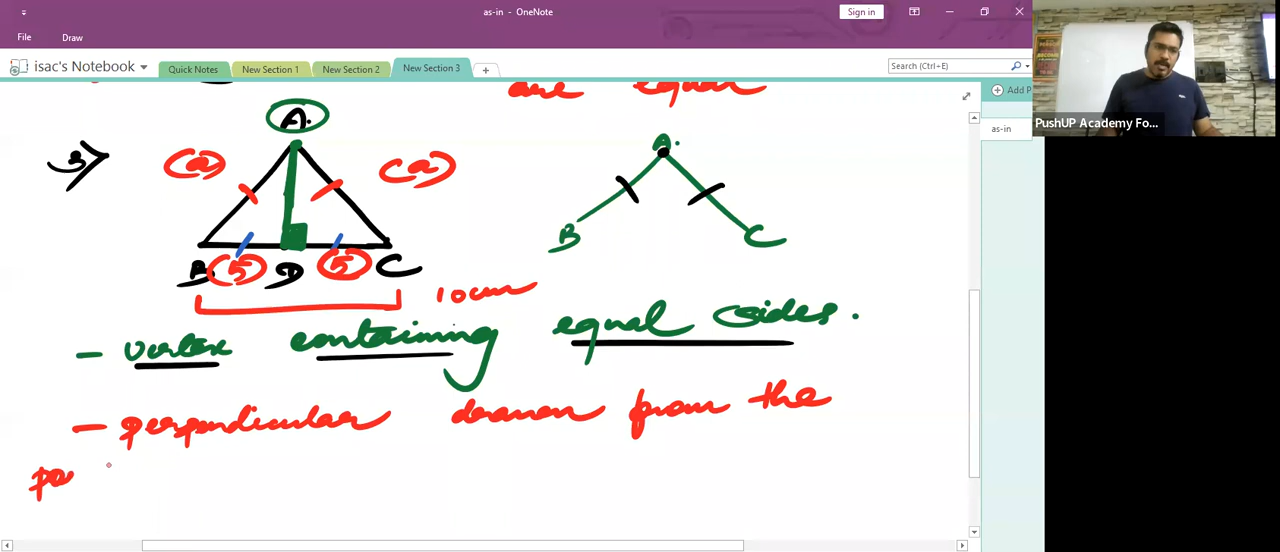 as-in - OneNote
Sign in
File
Draw
isac's Notebook
Quick Notes
New Section 1
New Section 2
New Section 3
Search (Ctrl+E)
Add P
as-in
PushUP Academy Fo...
are equal
3)
A.
(a)
(a)
B
5
D
5
C
10cm
A.
B
C
- vertex containing equal sides.
- perpendicular drawn from the
po